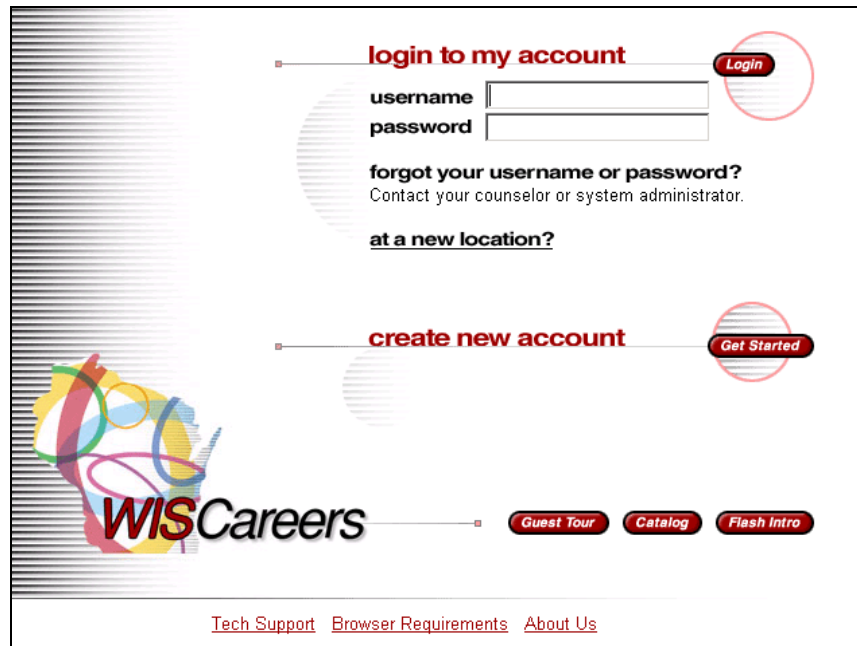 login to my account
Login
username
password
forgot your username or password?
Contact your counselor or system administrator.
at a new location?
create new account
Get Started
WISCareers
Guest Tour Catalog Flash Intro
Tech Support Browser Requirements About Us